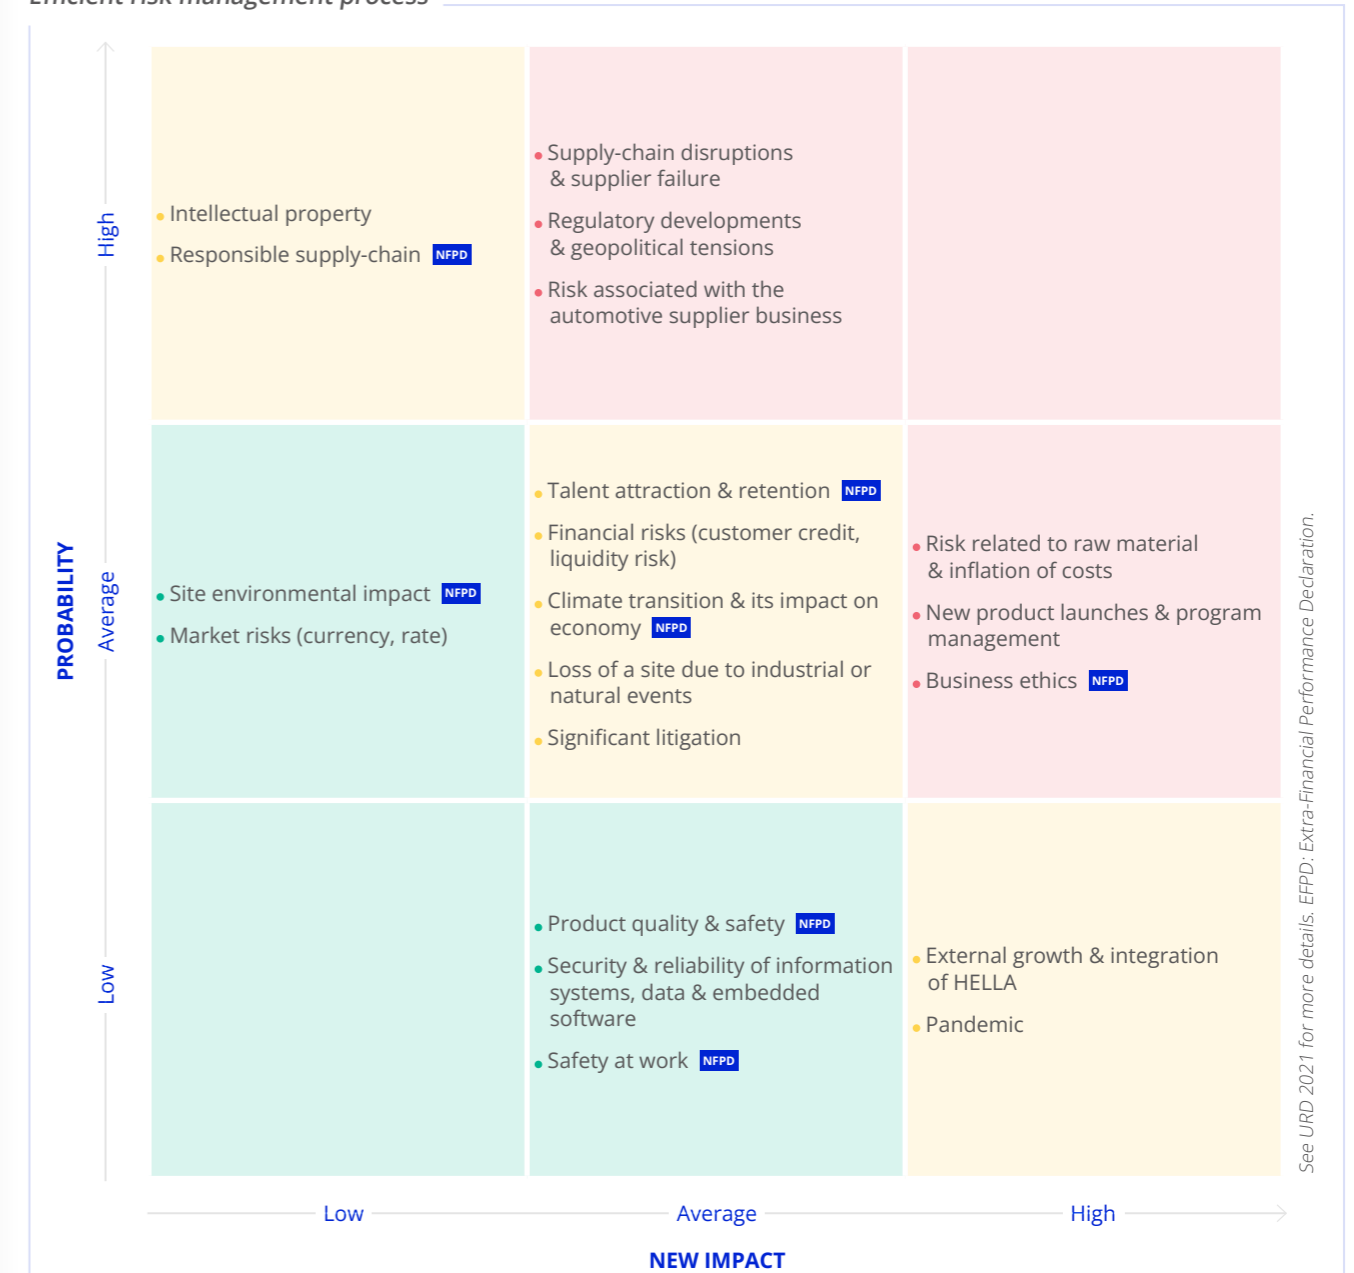 Efficient risk management process
High
Intellectual property
Responsible supply-chain NFPD
Supply-chain disruptions
& supplier failure
Regulatory developments
& geopolitical tensions
Risk associated with the
automotive supplier business
PROBABILITY
Average
Site environmental impact NFPD
Market risks (currency, rate)
Talent attraction & retention NFPD
Financial risks (customer credit,
liquidity risk)
Climate transition & its impact on
economy NFPD
Loss of a site due to industrial or
natural events
Significant litigation
Risk related to raw material
& inflation of costs
New product launches & program
management
Business ethics NFPD
Low
Product quality & safety NFPD
Security & reliability of information
systems, data & embedded
software
Safety at work NFPD
External growth & integration
of HELLA
Pandemic
See URD 2021 for more details. EFPD: Extra-Financial Performance Declaration.
Low
Average
High
NEW IMPACT